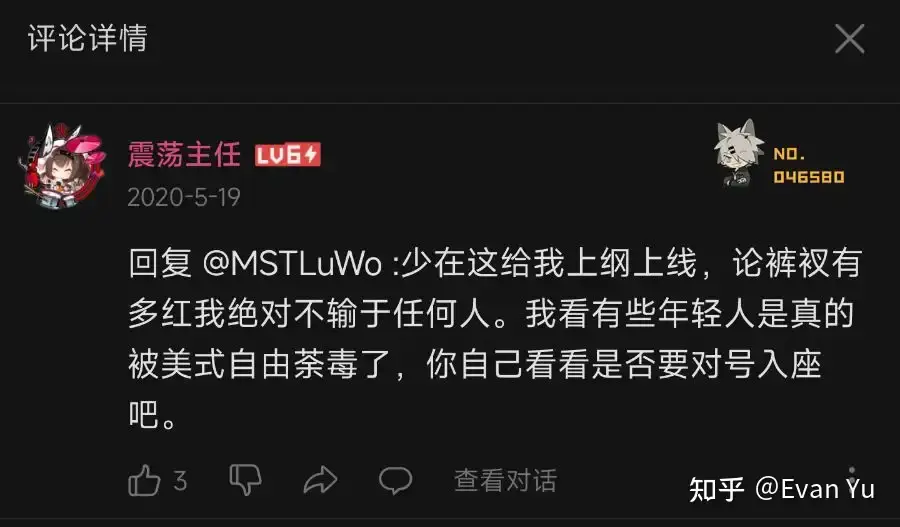 评论详情
震荡主任 LV6
2020-5-19
NO.
046580
回复 @MSTLuWo :少在这给我上纲上线，论裤衩有
多红我绝对不输于任何人。我看有些年轻人是真的
被美式自由荼毒了，你自己看看是否要对号入座
吧。
3
查看对话
知乎 @Evan Yu